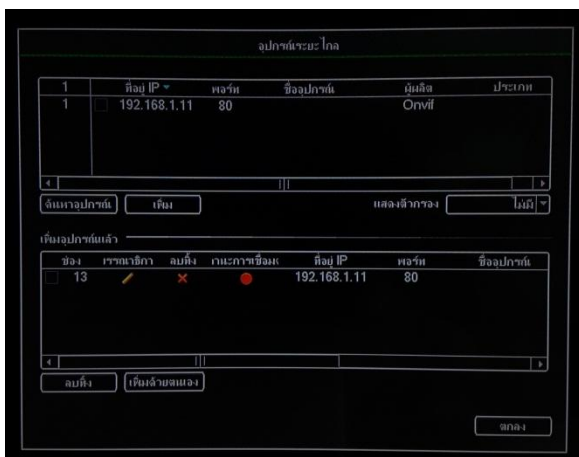 อุปกรณ์ระยะไกล
1 ที่อยู่ IP พอร์ท ชื่ออุปกรณ์ ผู้ผลิต ประเภท
1 192.168.1.11 80 Onvif
ค้นหาอุปกรณ์ เพิ่ม แสดงตัวกรอง ไม่มี
เพิ่มอุปกรณ์แล้ว
ช่อง บรรณาธิกา ลบทิ้ง านะการเชื่อมต ที่อยู่ IP พอร์ท ชื่ออุปกรณ์
13 192.168.1.11 80
ลบทิ้ง เพิ่มด้วยตนเอง
ตกลง